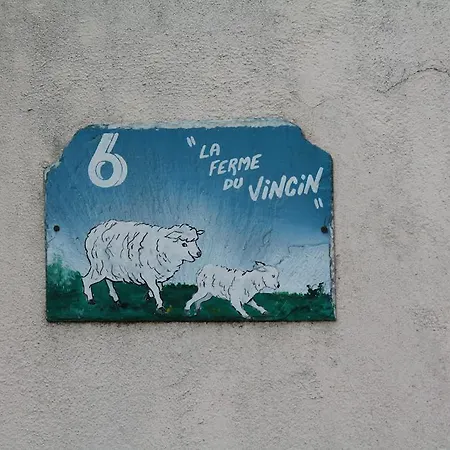 6
"LA
FERME
DU VINCIN"